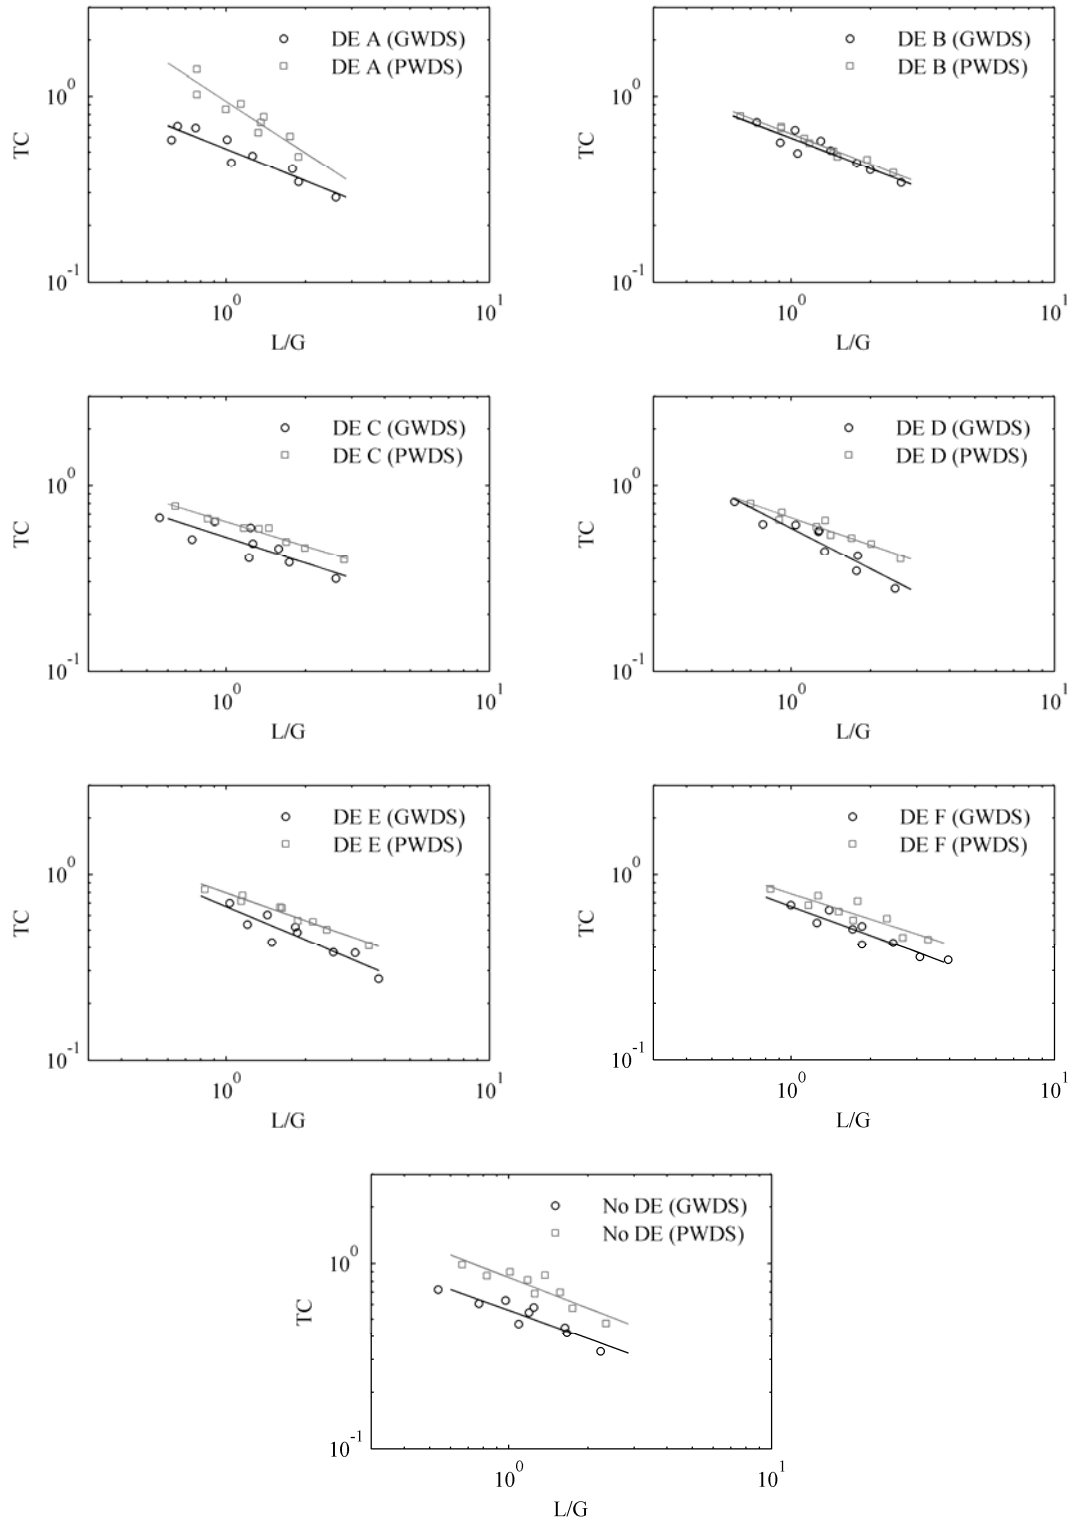 DE A (GWDS)
DE A (PWDS)
10^0
10^-1
TC
10^0
10^1
L/G
DE B (GWDS)
DE B (PWDS)
10^0
10^-1
TC
10^0
10^1
L/G
DE C (GWDS)
DE C (PWDS)
10^0
10^-1
TC
10^0
10^1
L/G
DE D (GWDS)
DE D (PWDS)
10^0
10^-1
TC
10^0
10^1
L/G
DE E (GWDS)
DE E (PWDS)
10^0
10^-1
TC
10^0
10^1
L/G
DE F (GWDS)
DE F (PWDS)
10^0
10^-1
TC
10^0
10^1
L/G
No DE (GWDS)
No DE (PWDS)
10^0
10^-1
TC
10^0
10^1
L/G